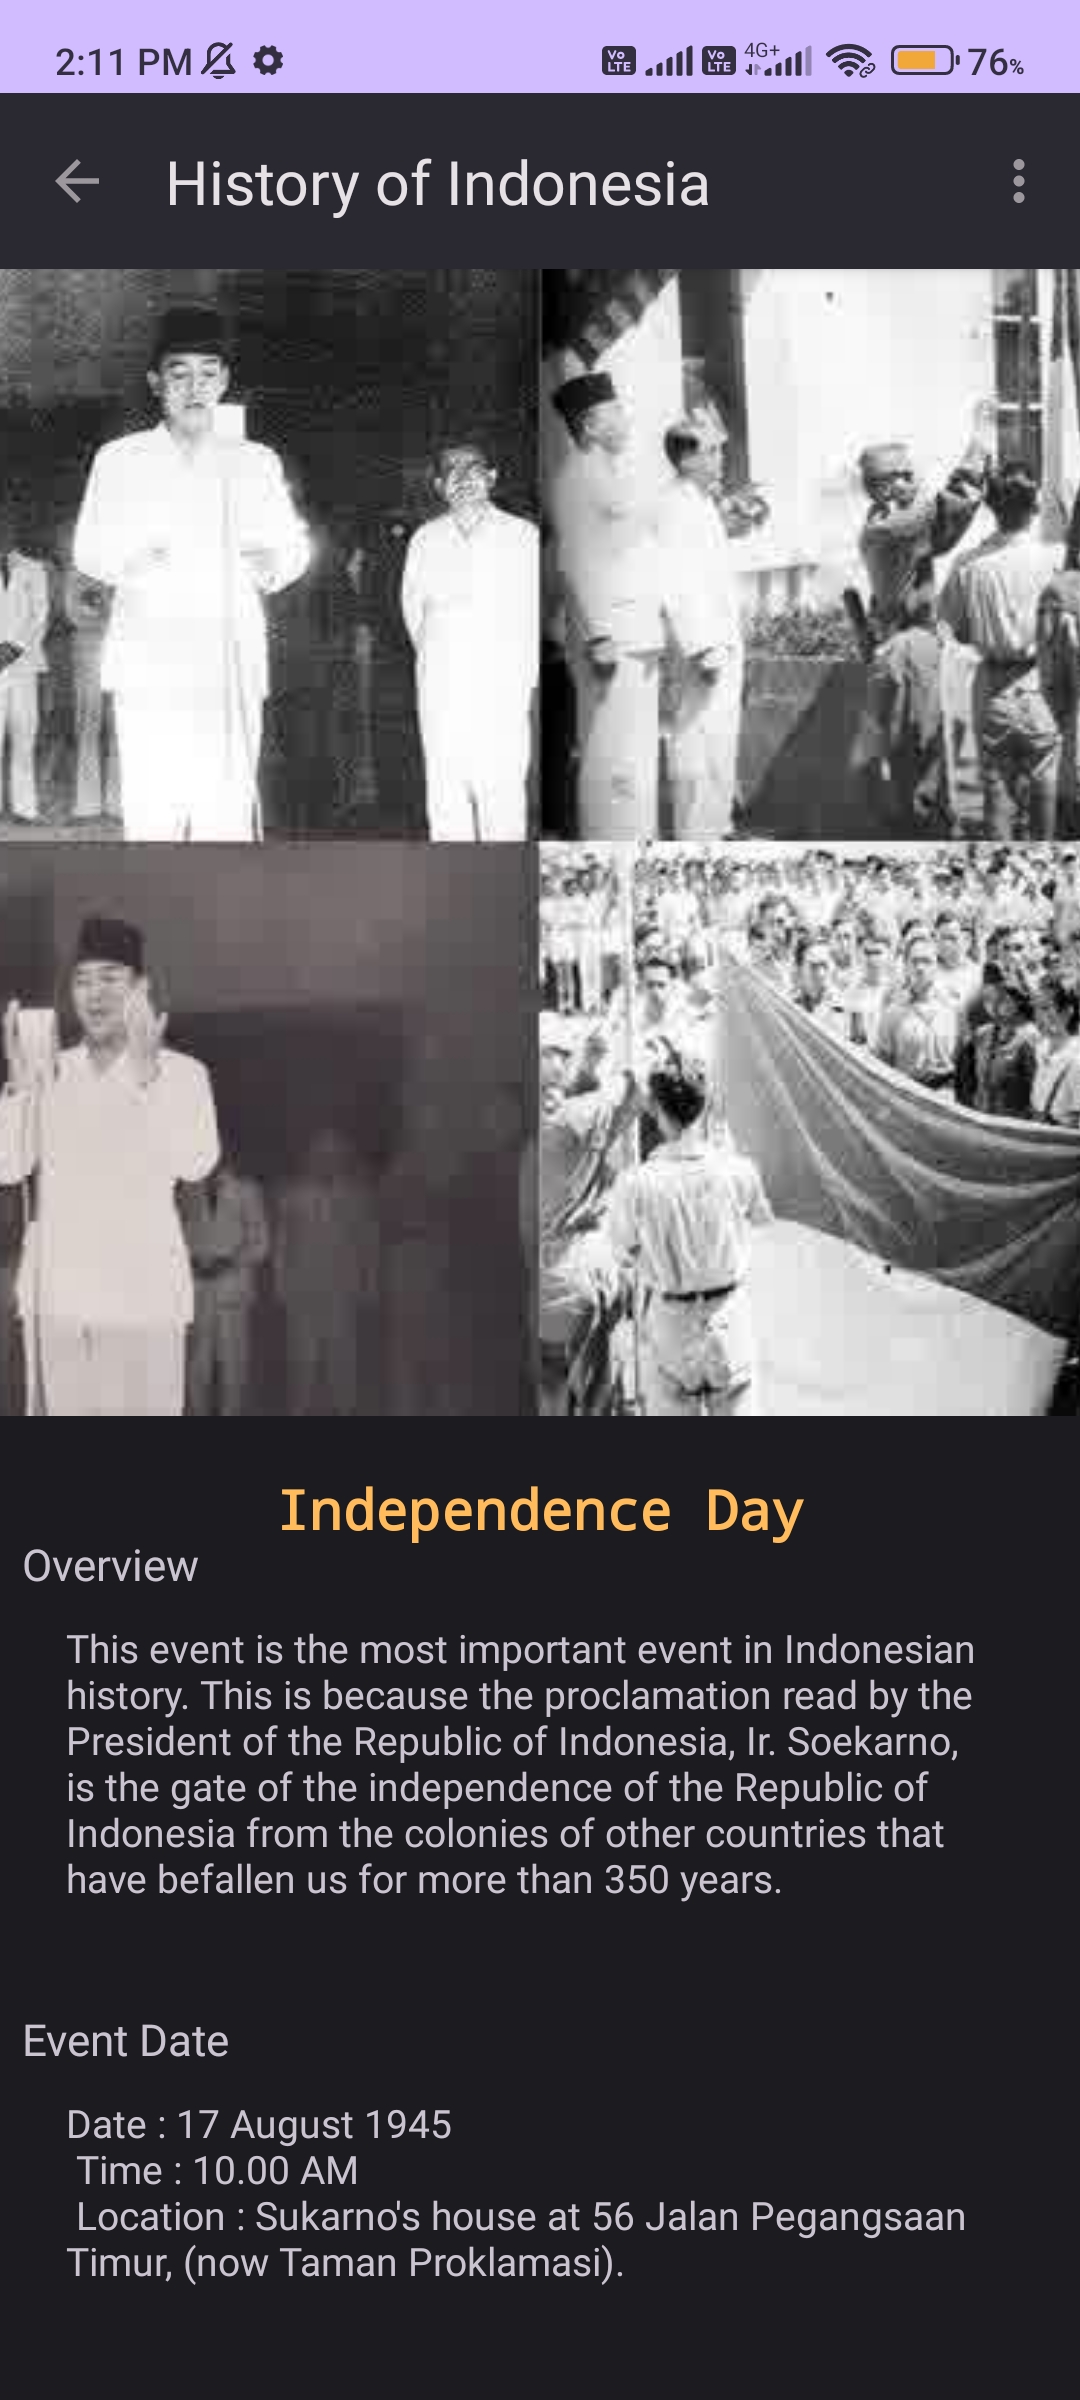 2:11 PM
Vo LTE Vo LTE 4G+ 76%
History of Indonesia
Independence Day
Overview
This event is the most important event in Indonesian
history. This is because the proclamation read by the
President of the Republic of Indonesia, Ir. Soekarno,
is the gate of the independence of the Republic of
Indonesia from the colonies of other countries that
have befallen us for more than 350 years.
Event Date
Date : 17 August 1945
Time : 10.00 AM
Location : Sukarno's house at 56 Jalan Pegangsaan
Timur, (now Taman Proklamasi).